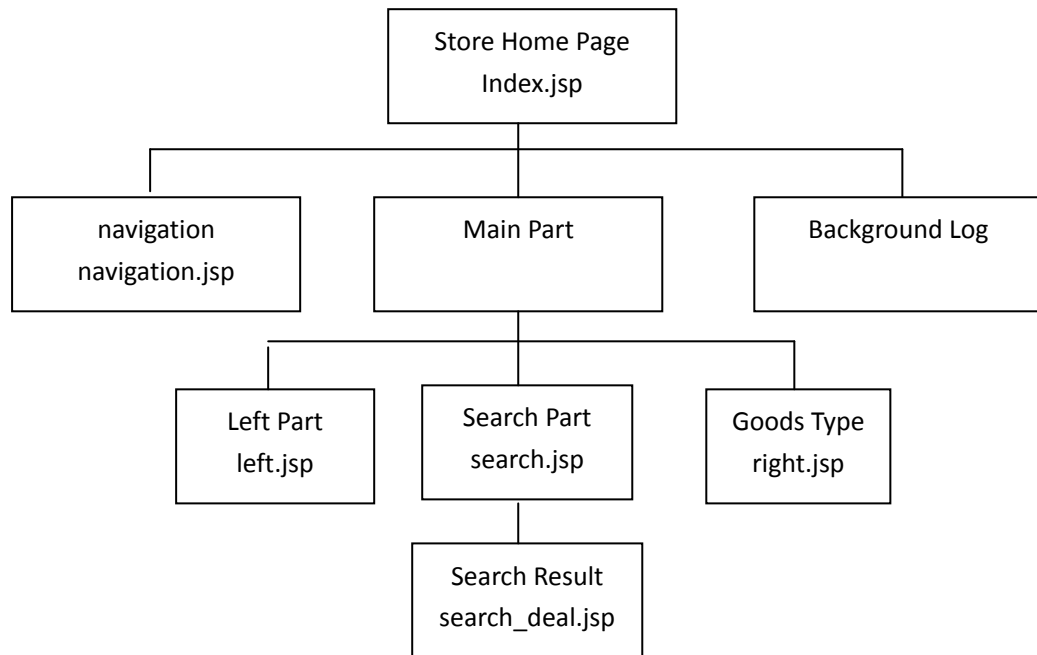 Store Home Page
Index.jsp
navigation
navigation.jsp
Main Part
Background Log
Left Part
left.jsp
Search Part
search.jsp
Goods Type
right.jsp
Search Result
search_deal.jsp